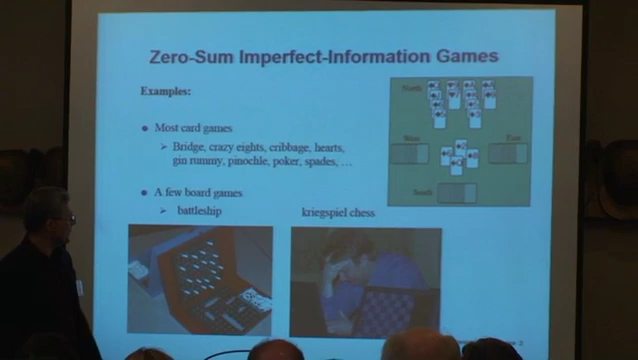 Zero-Sum Imperfect-Information Games
Examples:
● Most card games
➢ Bridge, crazy eights, cribbage, hearts,
gin rummy, pinochle, poker, spades, …
● A few board games
➢ battleship
kriegspiel chess
North
West
East
South
2